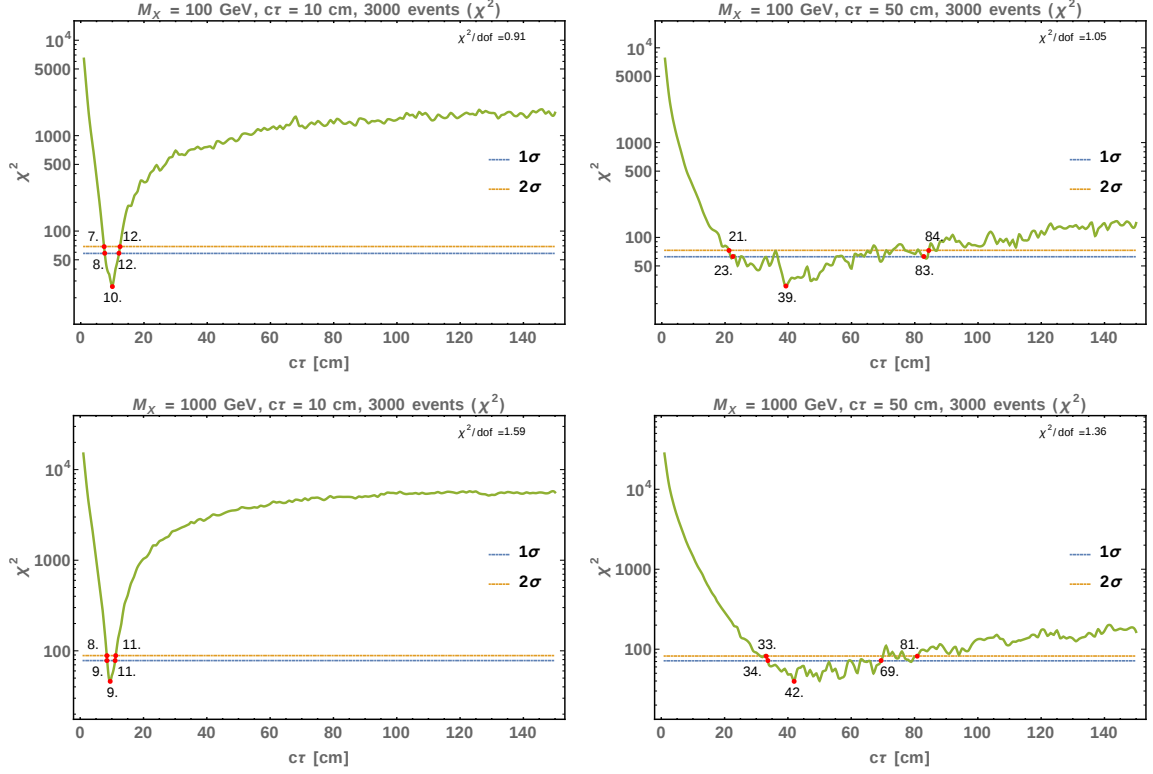 M_X = 100 GeV, cτ = 10 cm, 3000 events (χ²)
χ²/dof =0.91
10⁴
5000
1000
500
100
50
χ²
1σ
2σ
7.
12.
8.
12.
10.
0 20 40 60 80 100 120 140
cτ [cm]
M_X = 100 GeV, cτ = 50 cm, 3000 events (χ²)
χ²/dof =1.05
10⁴
5000
1000
500
100
50
χ²
1σ
2σ
21.
84.
23.
83.
39.
0 20 40 60 80 100 120 140
cτ [cm]
M_X = 1000 GeV, cτ = 10 cm, 3000 events (χ²)
χ²/dof =1.59
10⁴
1000
100
χ²
1σ
2σ
8.
11.
9.
11.
9.
0 20 40 60 80 100 120 140
cτ [cm]
M_X = 1000 GeV, cτ = 50 cm, 3000 events (χ²)
χ²/dof =1.36
10⁴
1000
100
χ²
1σ
2σ
33.
81.
34.
69.
42.
0 20 40 60 80 100 120 140
cτ [cm]